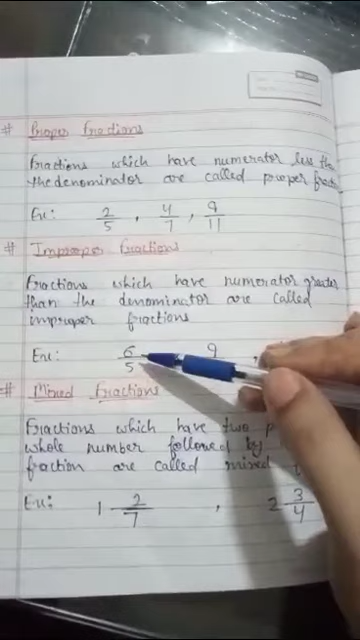 # Proper Fractions
Fractions which have numerator less than
the denominator are called proper fractions
Ex: 2/5 , 4/7 , 9/11
# Improper Fractions
Fractions which have numerator greater
than the denominator are called
improper fractions
Ex: 6/5 9 ,
# Mixed Fractions
Fractions which have two
whole number followed by
fraction are called mixed
Ex: 1 2/7 , 2 3/4